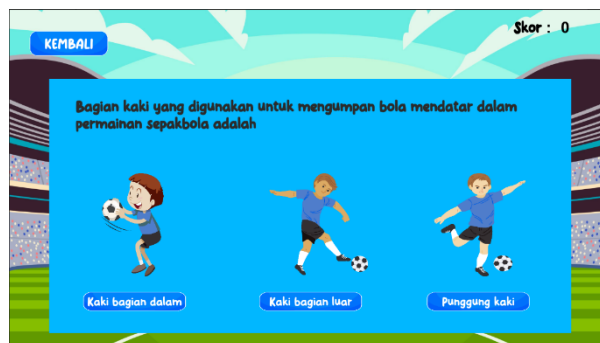 Skor : 0
KEMBALI
Bagian kaki yang digunakan untuk mengumpan bola mendatar dalam
permainan sepakbola adalah
Kaki bagian dalam
Kaki bagian luar
Punggung kaki